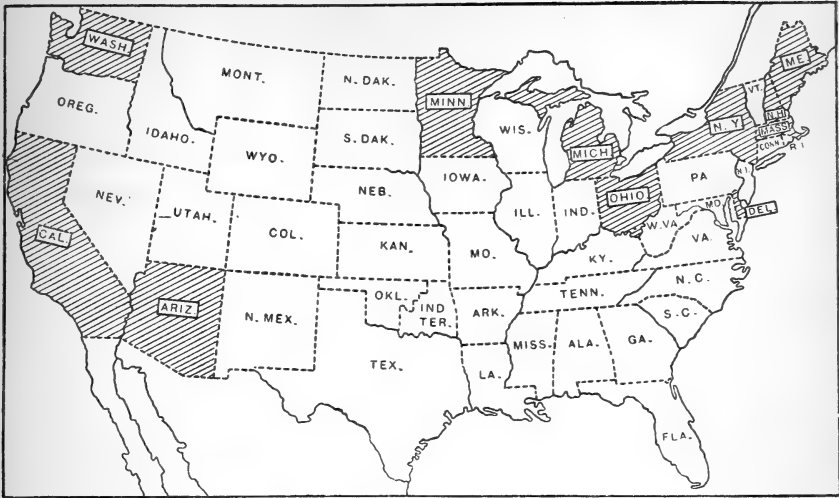 WASH
MONT.
N. DAK.
MINN.
ME.
VT.
N.H.
OREG.
IDAHO.
S. DAK.
WIS.
MICH
N.Y
MASS
CONN.
R.I.
WYO.
IOWA.
PA
N.J.
NEV.
NEB.
ILL.
IND.
OHIO
MD.
DEL.
UTAH.
COL.
W.VA.
VA.
CAL.
KAN.
MO.
KY.
N.C.
TENN.
ARIZ.
N. MEX.
OKL.
IND
TER.
ARK.
S.C.
MISS.
ALA.
GA.
TEX.
LA.
FLA.